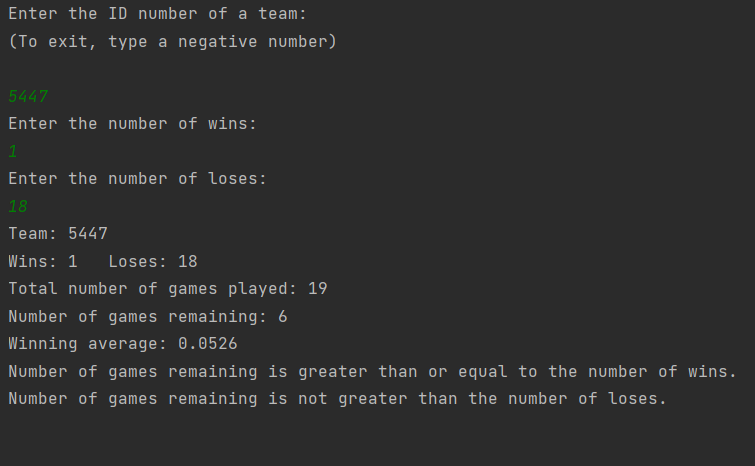 Enter the ID number of a team:
(To exit, type a negative number)
5447
Enter the number of wins:
1
Enter the number of loses:
18
Team: 5447
Wins: 1   Loses: 18
Total number of games played: 19
Number of games remaining: 6
Winning average: 0.0526
Number of games remaining is greater than or equal to the number of wins.
Number of games remaining is not greater than the number of loses.